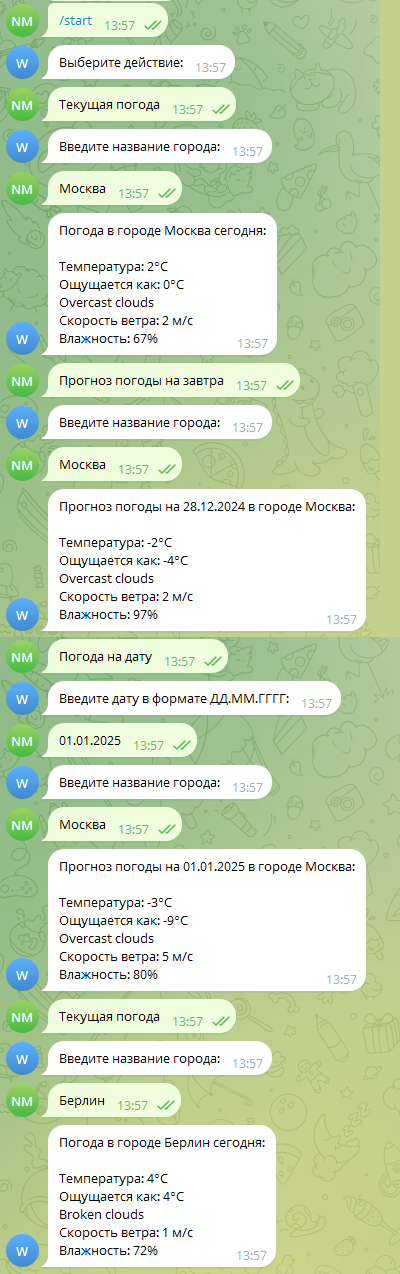 NM
/start 13:57
W
Выберите действие: 13:57
NM
Текущая погода 13:57
W
Введите название города: 13:57
NM
Москва 13:57
Погода в городе Москва сегодня:
Температура: 2°C
Ощущается как: 0°C
Overcast clouds
Скорость ветра: 2 м/с
W
Влажность: 67% 13:57
NM
Прогноз погоды на завтра 13:57
W
Введите название города: 13:57
NM
Москва 13:57
Прогноз погоды на 28.12.2024 в городе Москва:
Температура: -2°C
Ощущается как: -4°C
Overcast clouds
Скорость ветра: 2 м/с
W
Влажность: 97% 13:57
NM
Погода на дату 13:57
W
Введите дату в формате ДД.ММ.ГГГГ: 13:57
NM
01.01.2025 13:57
W
Введите название города: 13:57
NM
Москва 13:57
Прогноз погоды на 01.01.2025 в городе Москва:
Температура: -3°C
Ощущается как: -9°C
Overcast clouds
Скорость ветра: 5 м/с
W
Влажность: 80% 13:57
NM
Текущая погода 13:57
W
Введите название города: 13:57
NM
Берлин 13:57
Погода в городе Берлин сегодня:
Температура: 4°C
Ощущается как: 4°C
Broken clouds
Скорость ветра: 1 м/с
W
Влажность: 72% 13:57